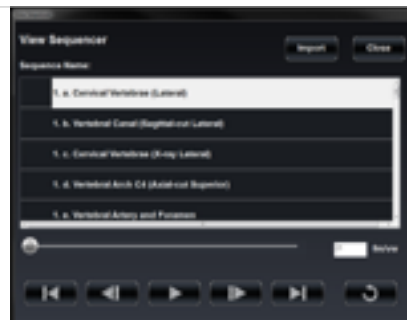 View Sequencer
Import
Close
Sequence Name:
1. a. Cervical Vertebrae (Lateral)
1. b. Vertebral Canal (Sagittal-cut Lateral)
1. c. Cervical Vertebrae (X-ray Lateral)
1. d. Vertebral Arch C4 (Axial-cut Superior)
1. e. Vertebral Artery and Foramen